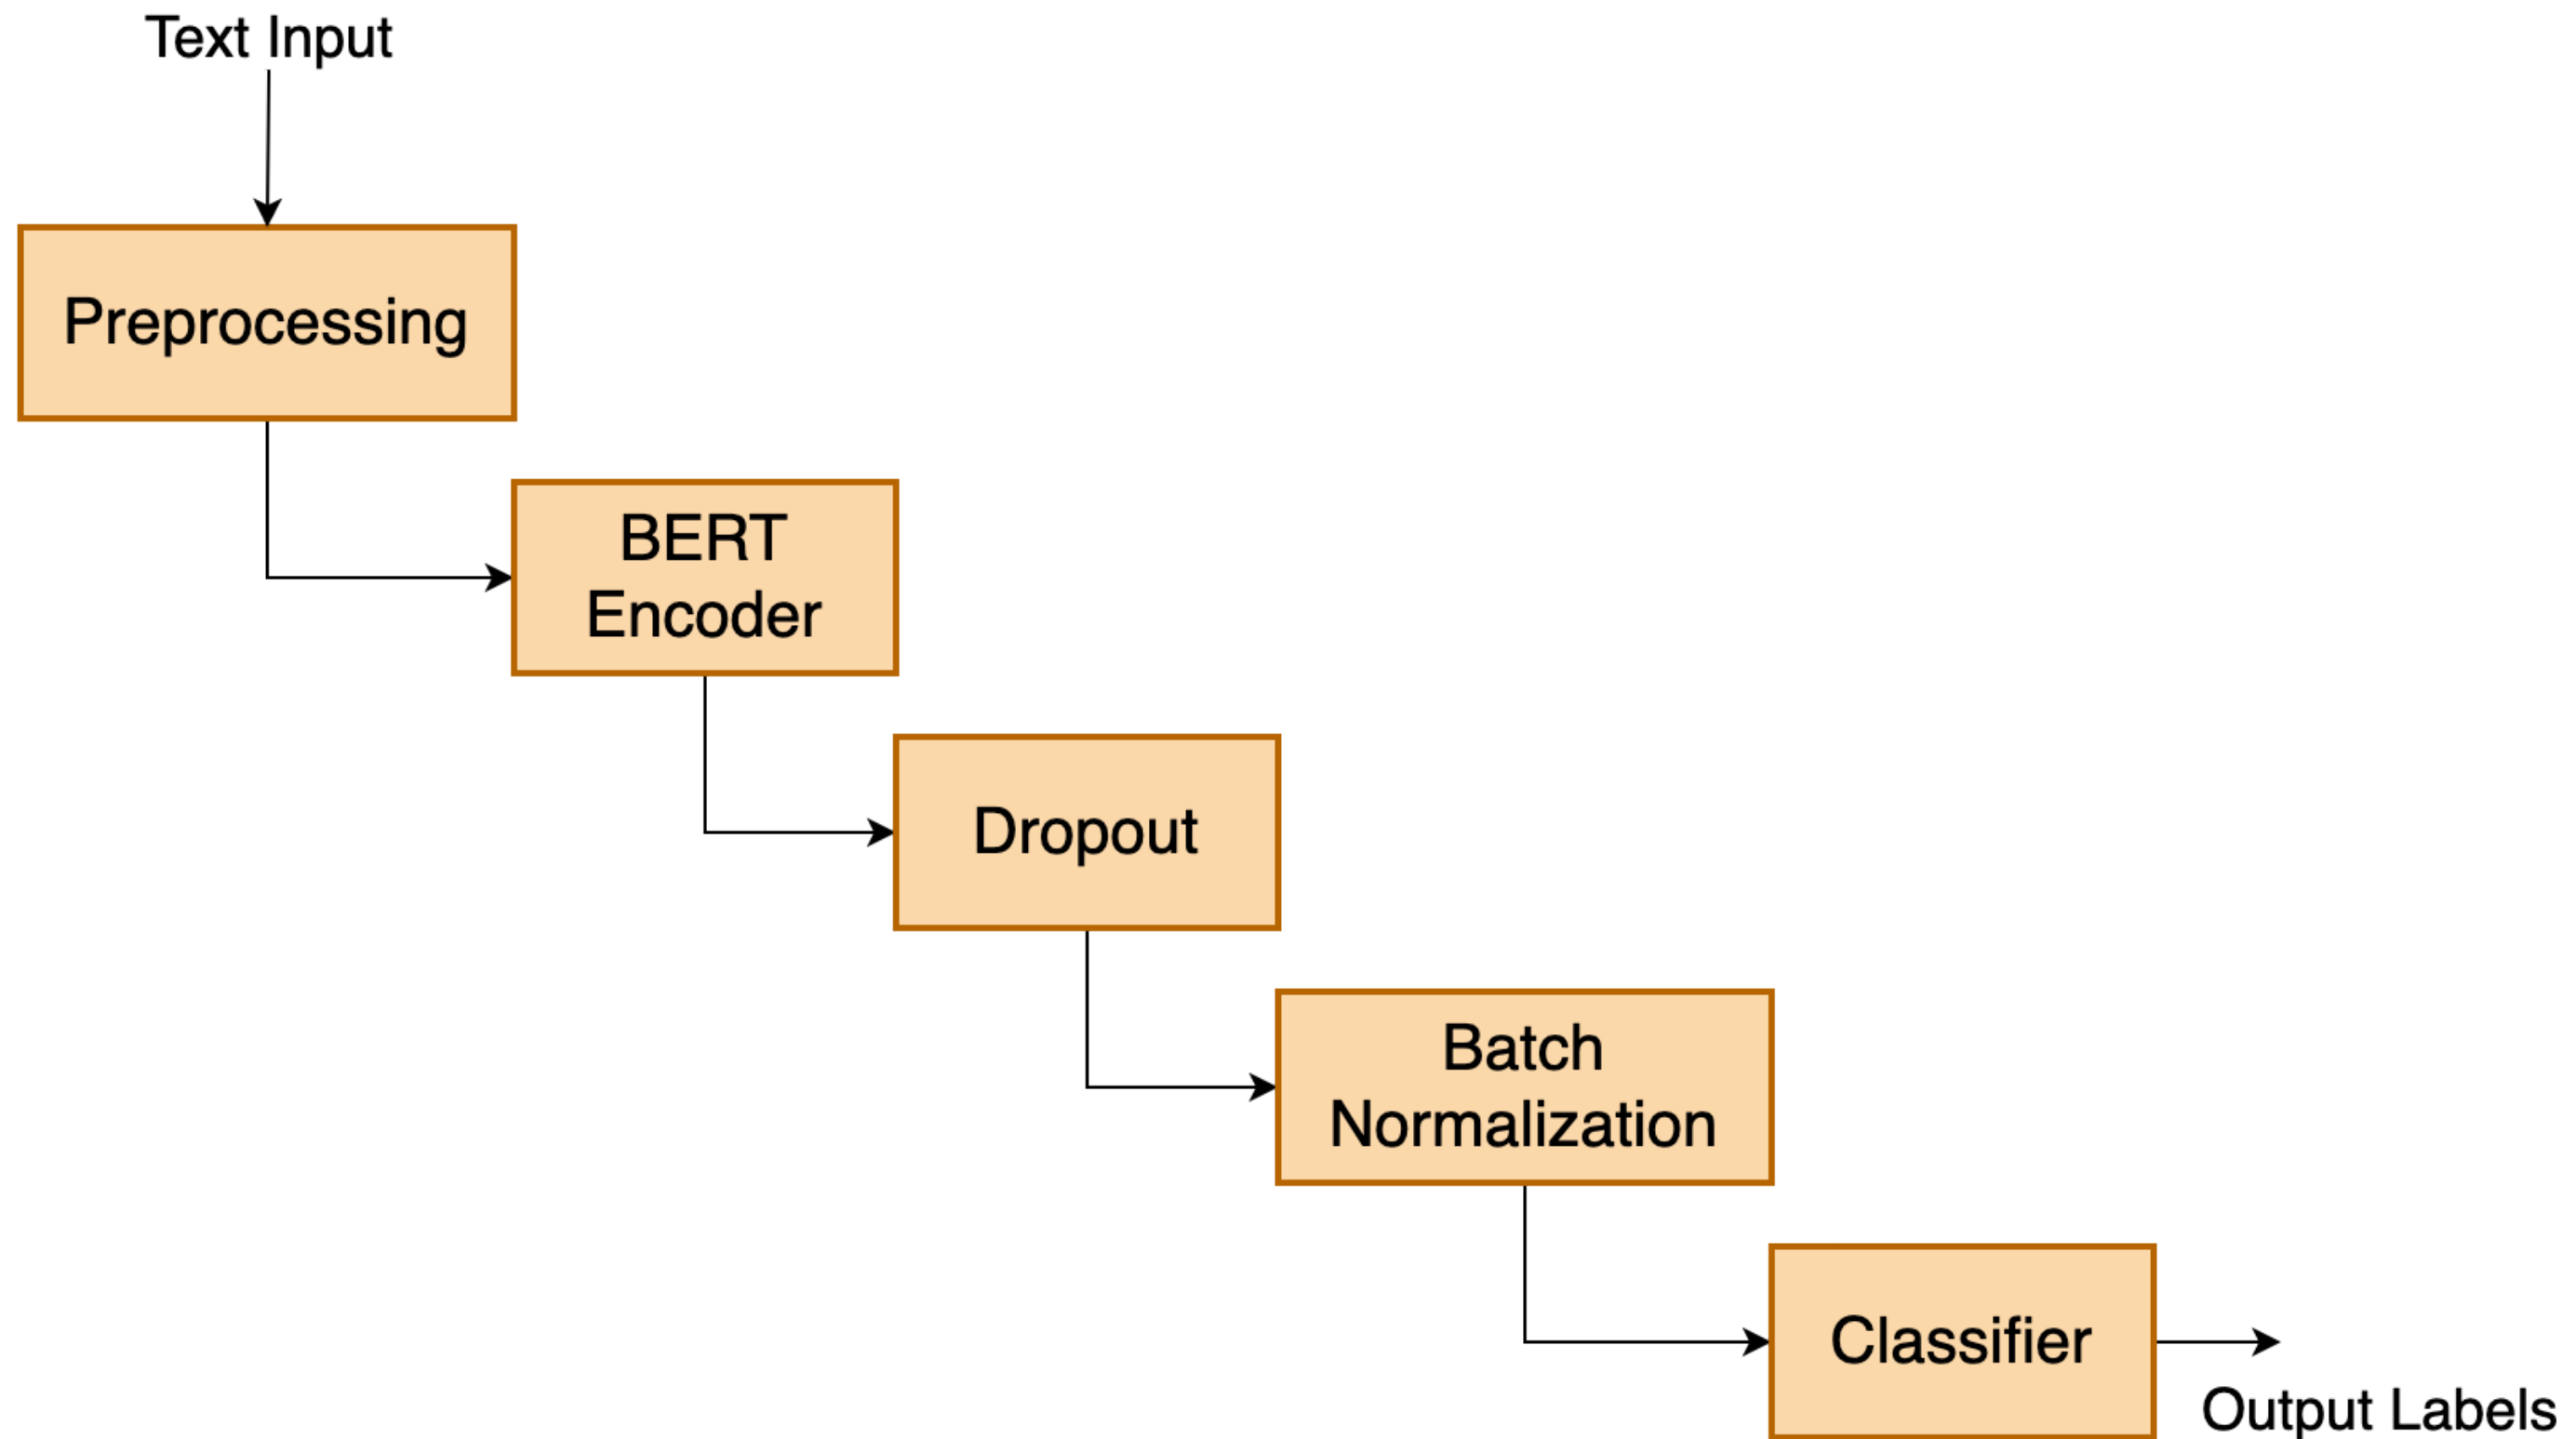 Text Input
Preprocessing
BERT
Encoder
Dropout
Batch
Normalization
Classifier
Output Labels